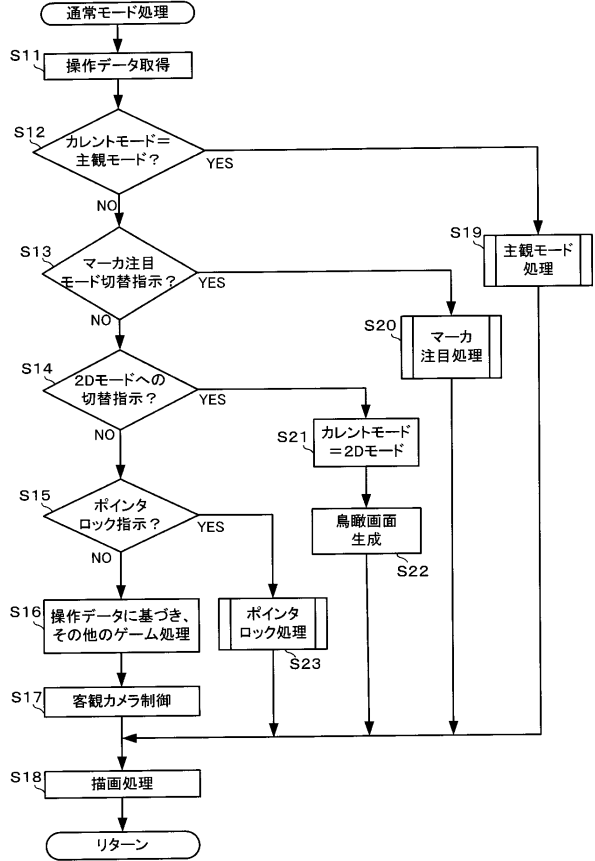 通常モード処理
S11
操作データ取得
S12
カレントモード＝
主観モード？
YES
NO
S19
主観モード
処理
S13
マーカ注目
モード切替指示？
YES
NO
S20
マーカ
注目処理
S14
2Dモードへの
切替指示？
YES
NO
S21
カレントモード
＝2Dモード
S15
ポインタ
ロック指示？
YES
NO
鳥瞰画面
生成
S22
S16
操作データに基づき、
その他のゲーム処理
ポインタ
ロック処理
S23
S17
客観カメラ制御
S18
描画処理
リターン